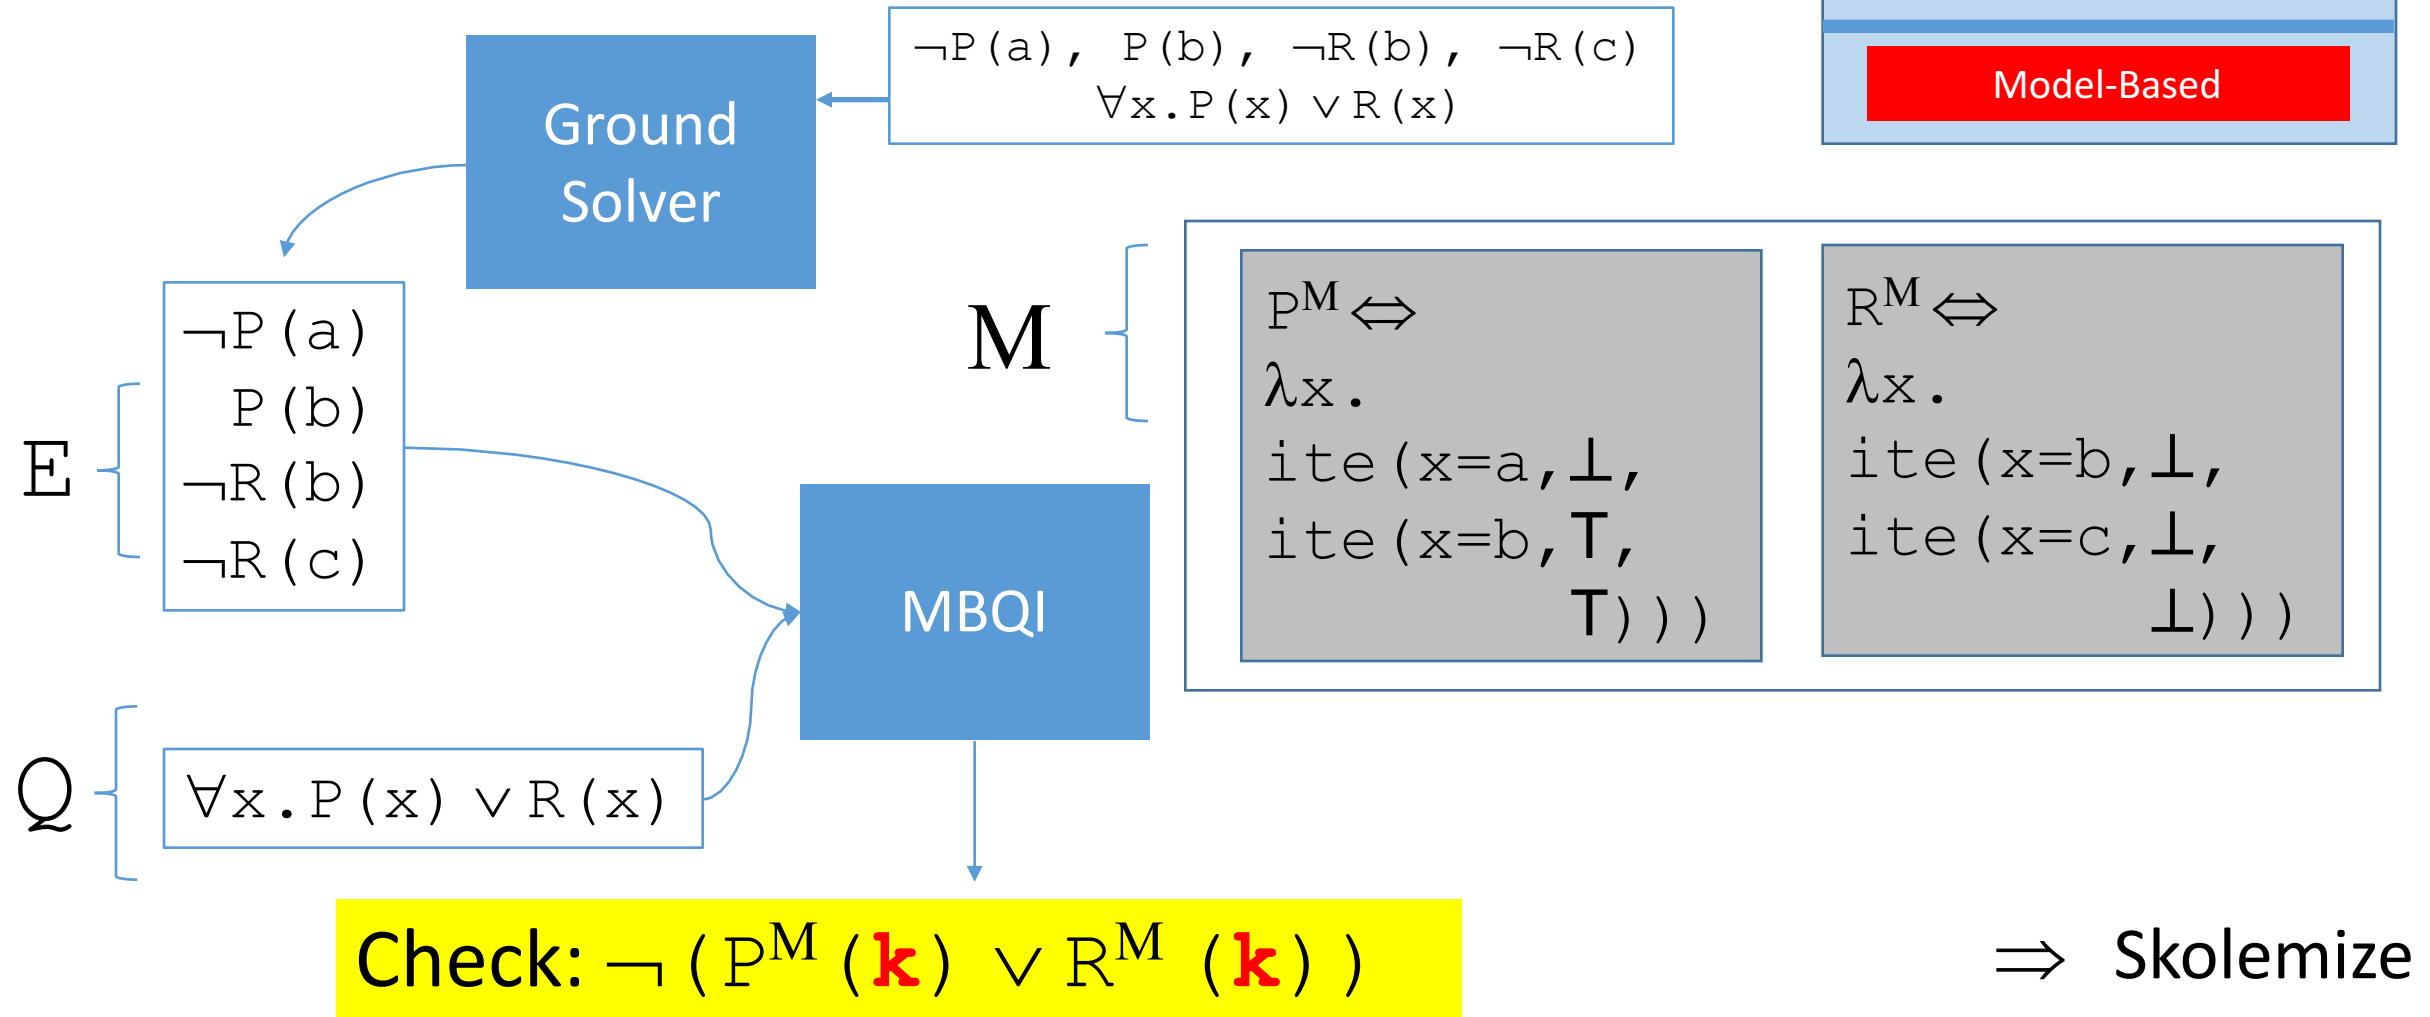 ¬P(a), P(b), ¬R(b), ¬R(c)
∀x.P(x)∨R(x)
Model-Based
Ground
Solver
M
P^M⇔
λx.
ite(x=a,⊥,
ite(x=b,⊤,
⊤)))
R^M⇔
λx.
ite(x=b,⊥,
ite(x=c,⊥,
⊥)))
E
¬P(a)
P(b)
¬R(b)
¬R(c)
MBQI
Q
∀x.P(x)∨R(x)
Check: ¬(P^M(k)∨R^M(k))
⇒ Skolemize